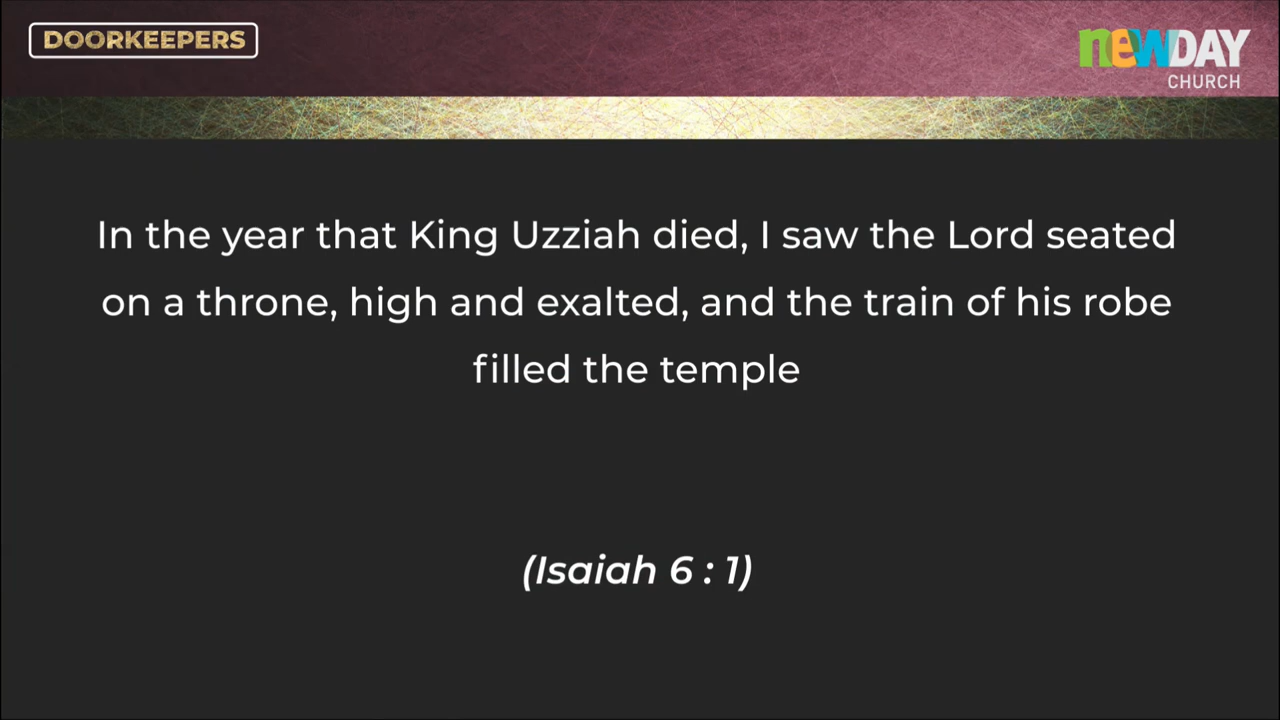 DOORKEEPERS
newDAY
CHURCH
In the year that King Uzziah died, I saw the Lord seated
on a throne, high and exalted, and the train of his robe
filled the temple
(Isaiah 6 : 1)